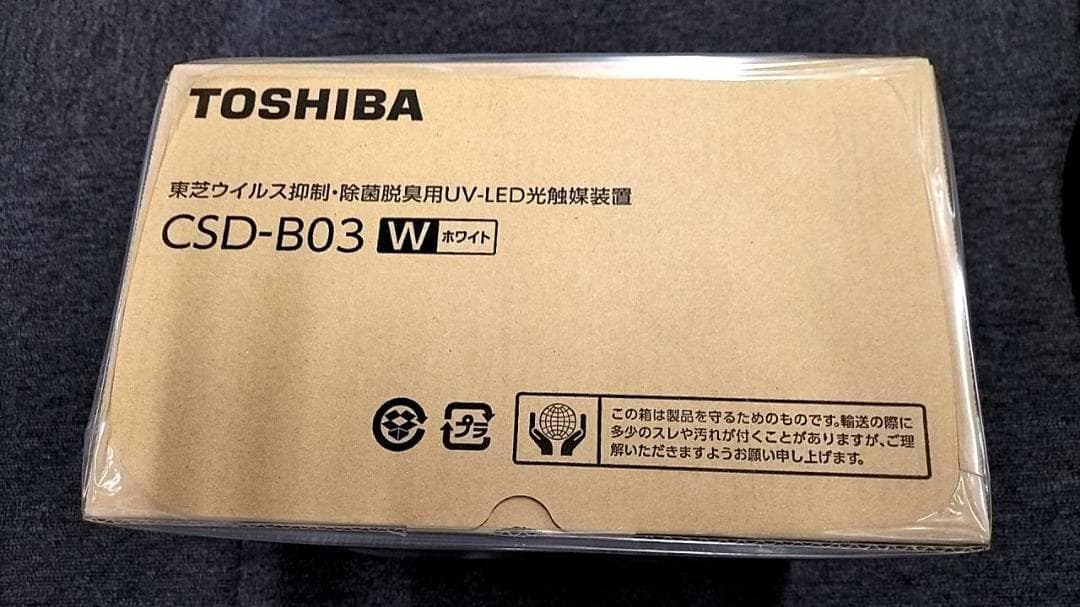 TOSHIBA
東芝ウイルス抑制・除菌脱臭用UV-LED光触媒装置
CSD-B03 W ホワイト
プラ
この箱は製品を守るためのものです。輸送の際に
多少のスレや汚れが付くことがありますが、ご理
解いただきますようお願い申し上げます。